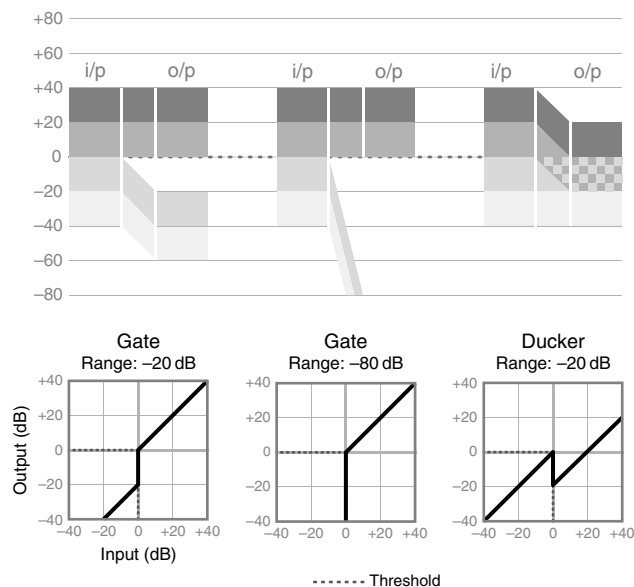 +80
+60
i/p o/p i/p o/p i/p o/p
+40
+20
0
−20
−40
−60
−80
Gate Gate Ducker
Range: −20 dB Range: −80 dB Range: −20 dB
+40 +40 +40
+20 +20 +20
0 0 0
−20 −20 −20
−40 −40 −40
Output (dB)
−40 −20 0 +20 +40 −40 −20 0 +20 +40 −40 −20 0 +20 +40
Input (dB)
Threshold